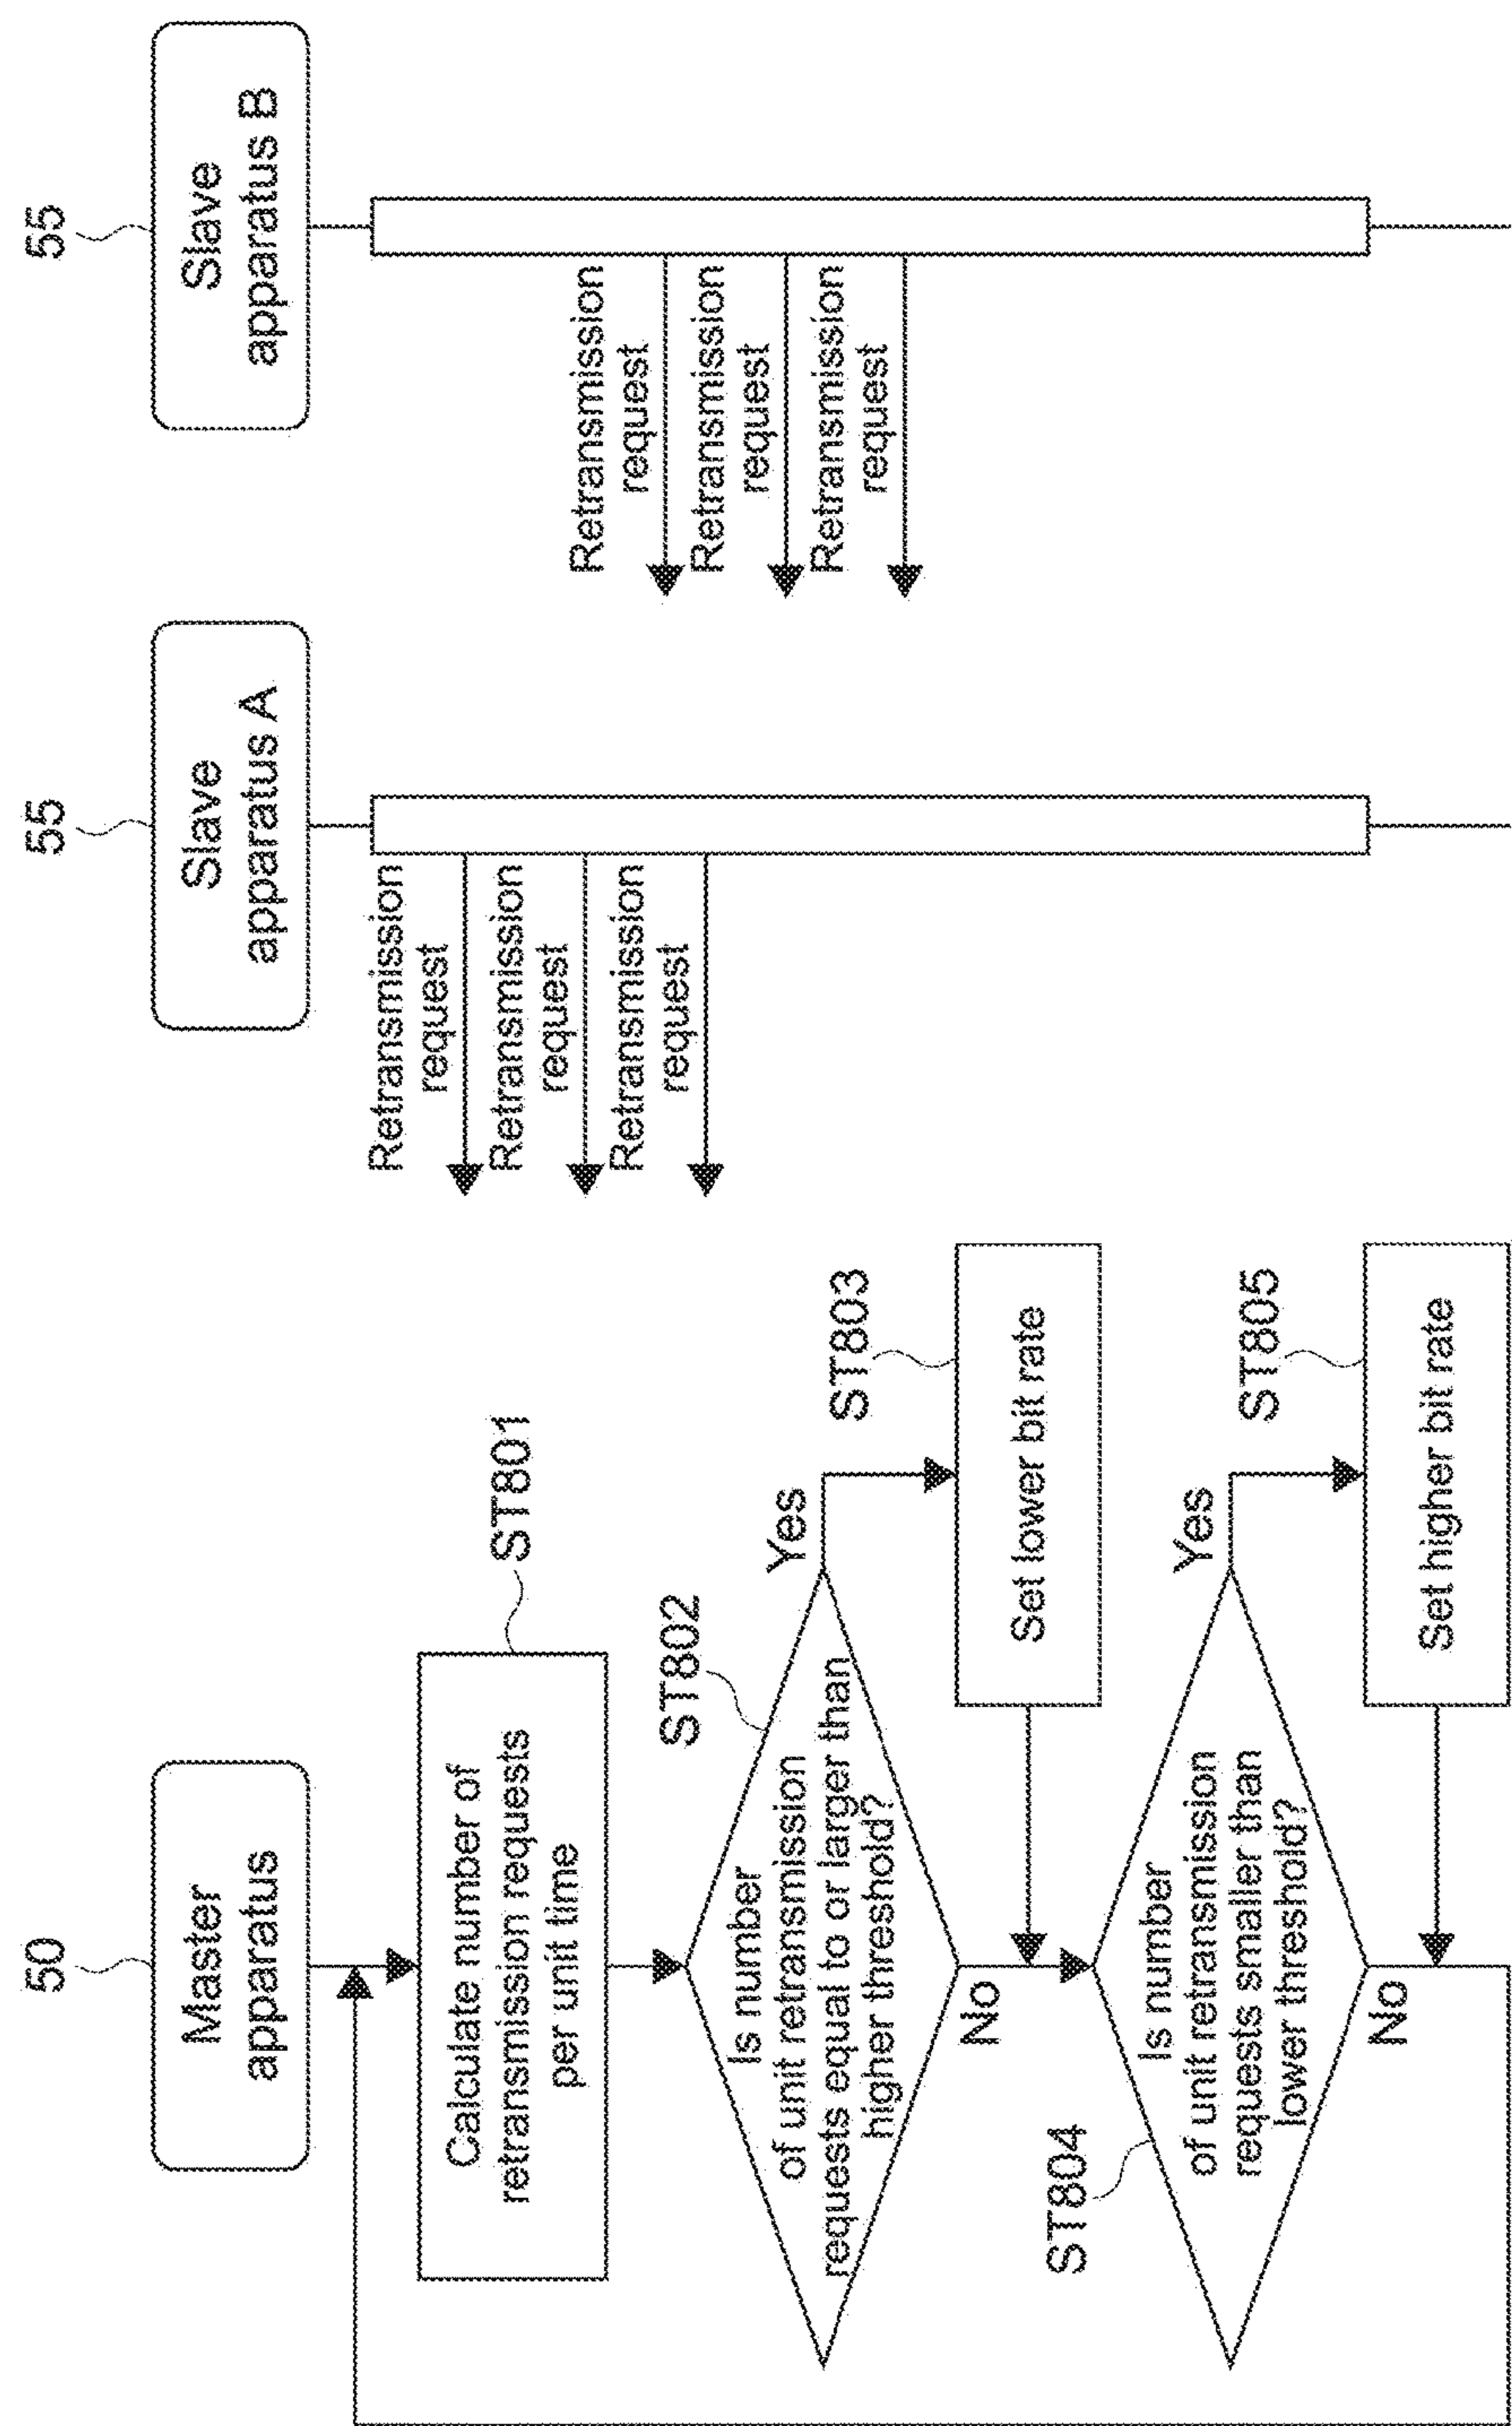 50
Master
apparatus
55
Slave
apparatus A
55
Slave
apparatus B
ST801
Calculate number of
retransmission requests
per unit time
ST802
Is number
of unit retransmission
requests equal to or larger than
higher threshold?
Yes
No
ST803
Set lower bit rate
ST804
Is number
of unit retransmission
requests smaller than
lower threshold?
Yes
No
ST805
Set higher bit rate
Retransmission
request
Retransmission
request
Retransmission
request
Retransmission
request
Retransmission
request
Retransmission
request